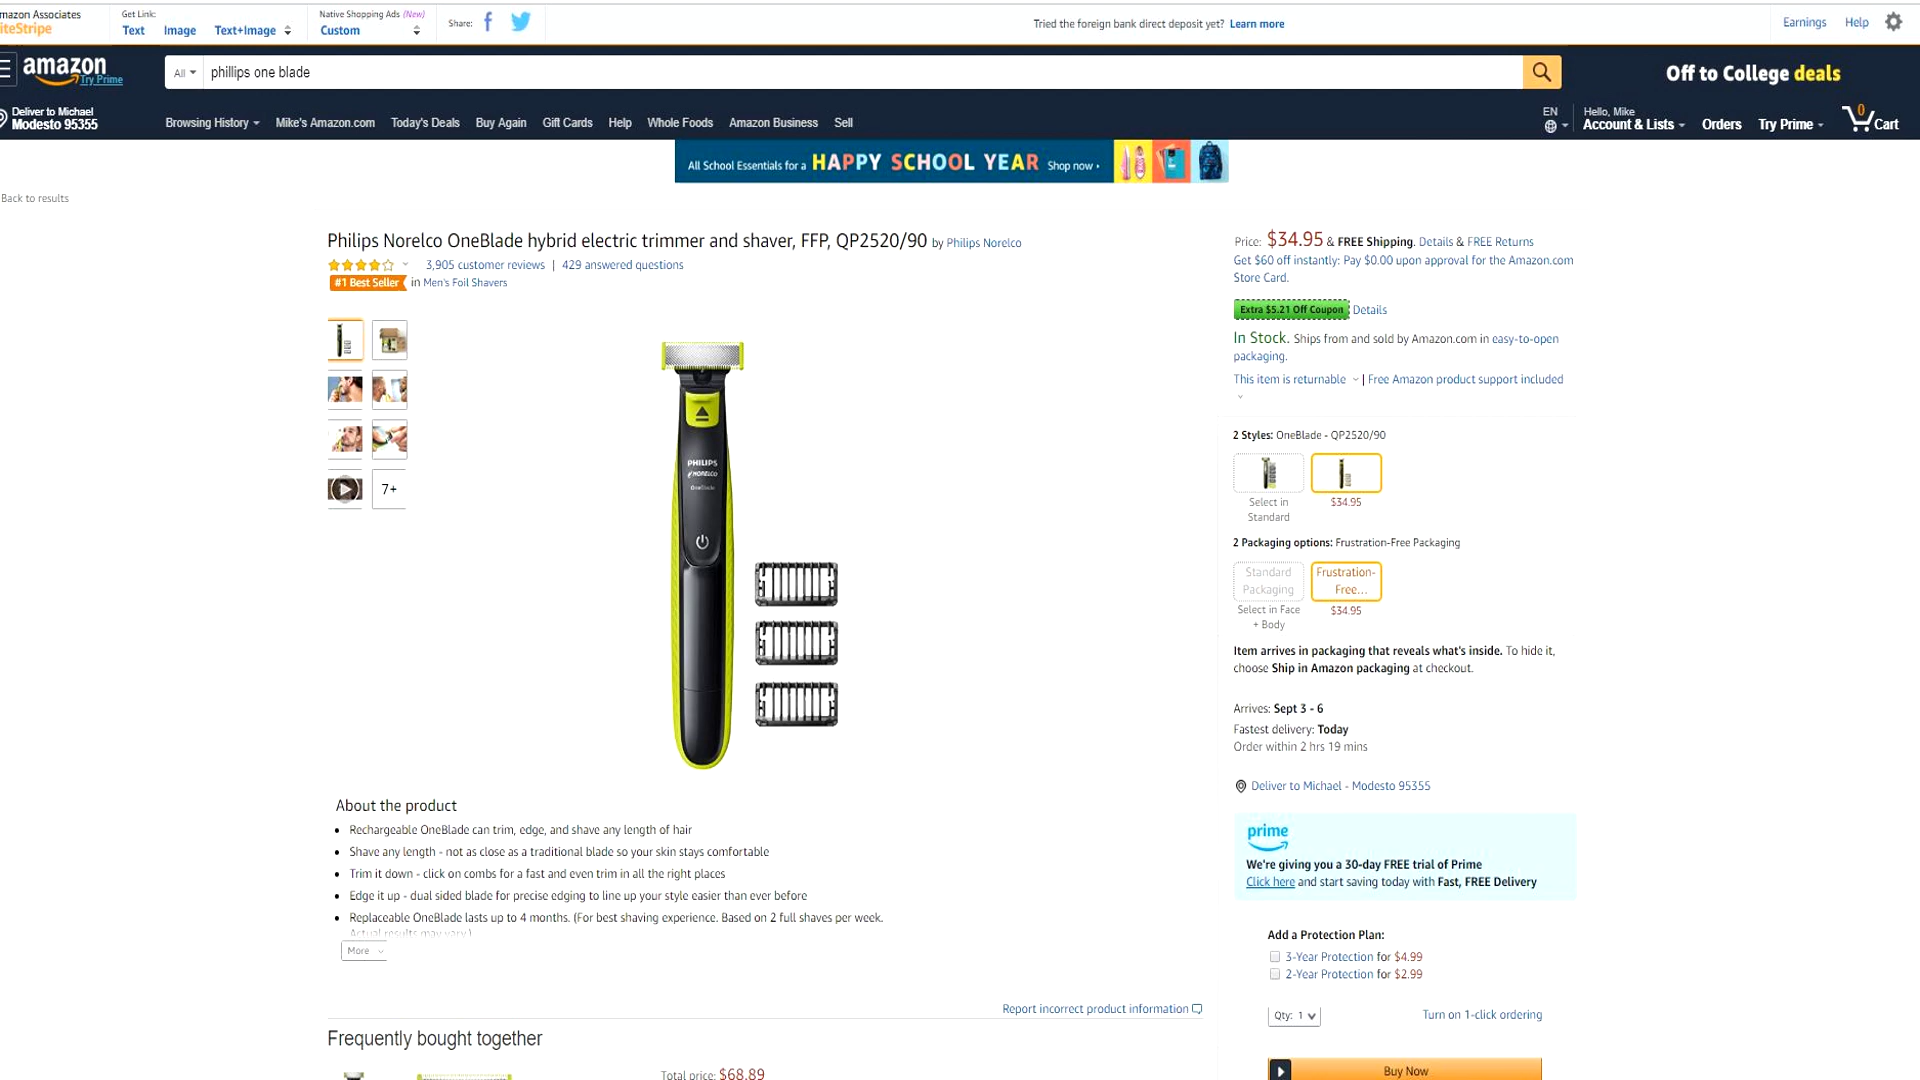 mazon Associates
iteStripe
Get Link:
Text Image Text+Image
Native Shopping Ads (New)
Custom
Share:
Tried the foreign bank direct deposit yet? Learn more
Earnings Help
amazon
Try Prime
All
phillips one blade
Off to College deals
Deliver to Michael
Modesto 95355
Browsing History Mike's Amazon.com Today's Deals Buy Again Gift Cards Help Whole Foods Amazon Business Sell
EN
Hello, Mike
Account & Lists Orders Try Prime 0 Cart
All School Essentials for a HAPPY SCHOOL YEAR Shop now ›
Back to results
Philips Norelco OneBlade hybrid electric trimmer and shaver, FFP, QP2520/90 by Philips Norelco
3,905 customer reviews | 429 answered questions
#1 Best Seller in Men's Foil Shavers
7+
PHILIPS
NORELCO
OneBlade
About the product
• Rechargeable OneBlade can trim, edge, and shave any length of hair
• Shave any length - not as close as a traditional blade so your skin stays comfortable
• Trim it down - click on combs for a fast and even trim in all the right places
• Edge it up - dual sided blade for precise edging to line up your style easier than ever before
• Replaceable OneBlade lasts up to 4 months. (For best shaving experience. Based on 2 full shaves per week.
Actual results may vary.)
More
Report incorrect product information
Frequently bought together
Total price: $68.89
Price: $34.95 & FREE Shipping. Details & FREE Returns
Get $60 off instantly: Pay $0.00 upon approval for the Amazon.com
Store Card.
Extra $5.21 Off Coupon Details
In Stock. Ships from and sold by Amazon.com in easy-to-open
packaging.
This item is returnable | Free Amazon product support included
2 Styles: OneBlade - QP2520/90
Select in
Standard
$34.95
2 Packaging options: Frustration-Free Packaging
Standard
Packaging
Frustration-
Free...
Select in Face
+ Body
$34.95
Item arrives in packaging that reveals what's inside. To hide it,
choose Ship in Amazon packaging at checkout.
Arrives: Sept 3 - 6
Fastest delivery: Today
Order within 2 hrs 19 mins
Deliver to Michael - Modesto 95355
prime
We're giving you a 30-day FREE trial of Prime
Click here and start saving today with Fast, FREE Delivery
Add a Protection Plan:
3-Year Protection for $4.99
2-Year Protection for $2.99
Qty: 1
Turn on 1-click ordering
Buy Now